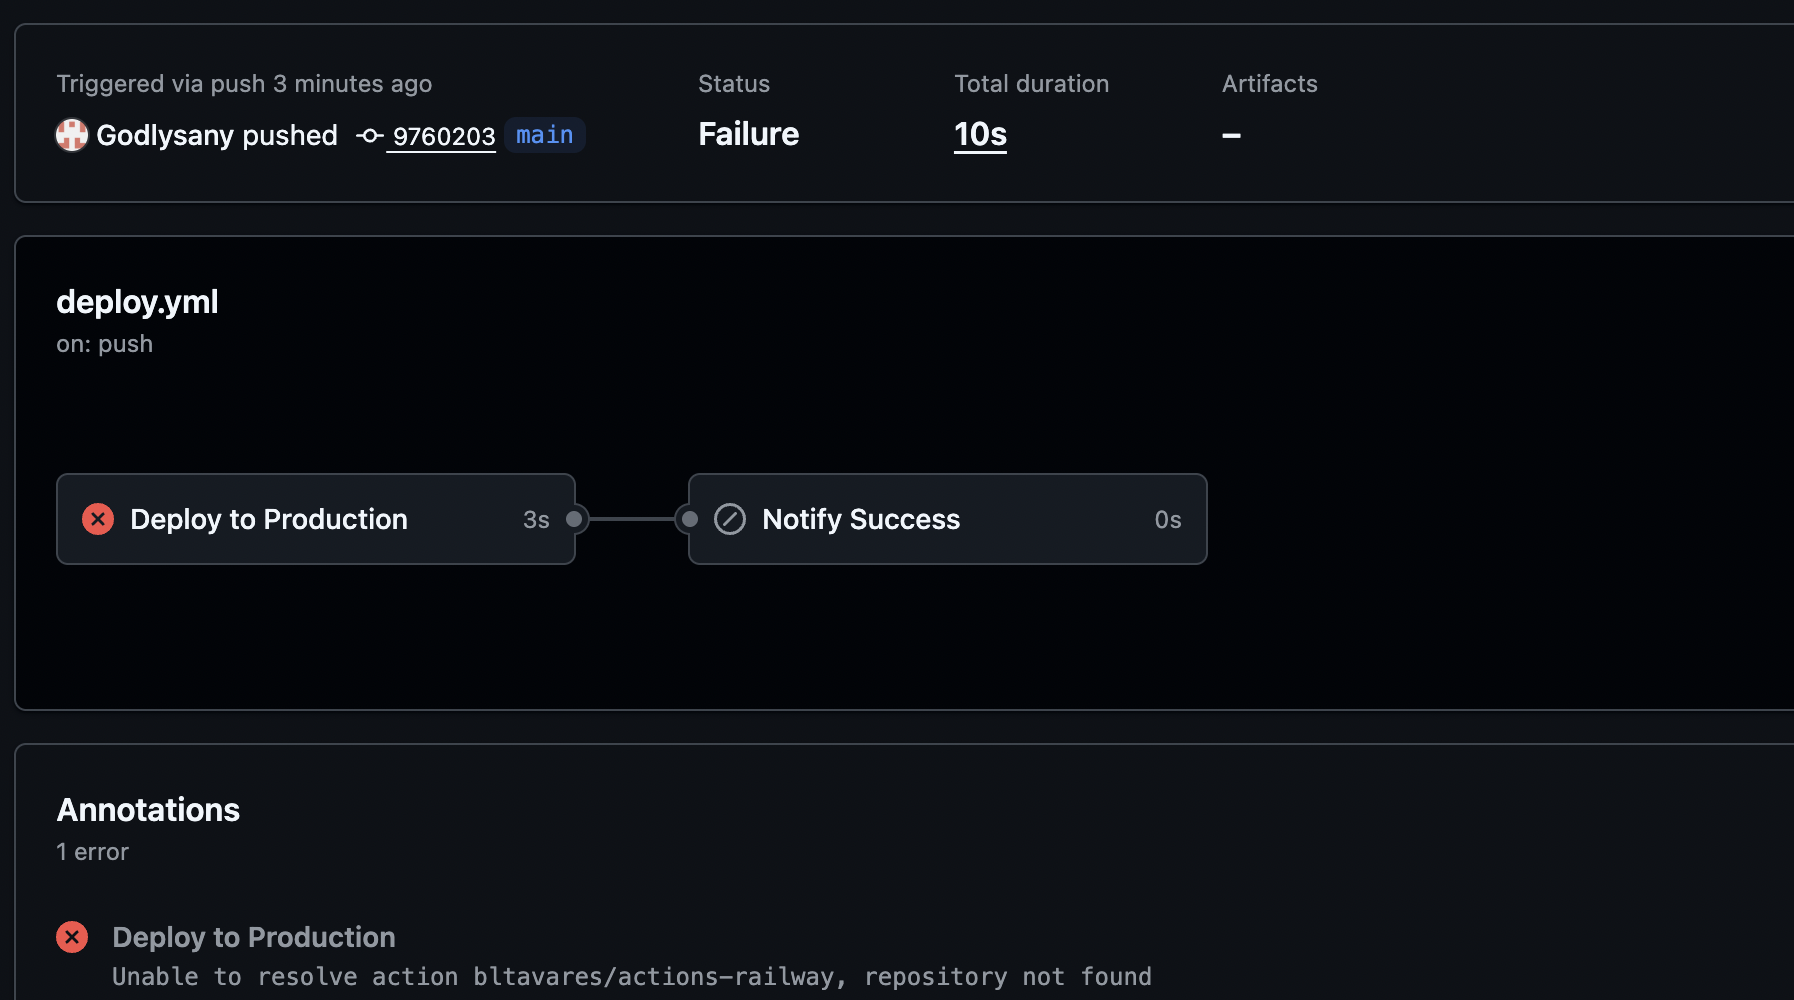 Triggered via push 3 minutes ago
Godlysany pushed 9760203 main
Status
Failure
Total duration
10s
Artifacts
–
deploy.yml
on: push
Deploy to Production 3s
Notify Success 0s
Annotations
1 error
Deploy to Production
Unable to resolve action bltavares/actions-railway, repository not found